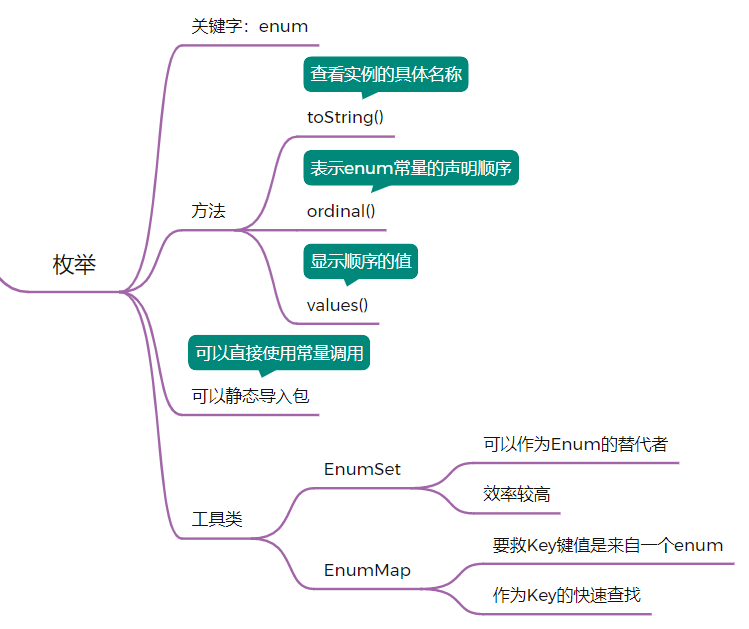 关键字：enum
查看实例的具体名称
toString()
表示enum常量的声明顺序
方法
ordinal()
枚举
显示顺序的值
values()
可以直接使用常量调用
可以静态导入包
可以作为Enum的替代者
EnumSet
效率较高
工具类
要救Key键值是来自一个enum
EnumMap
作为Key的快速查找